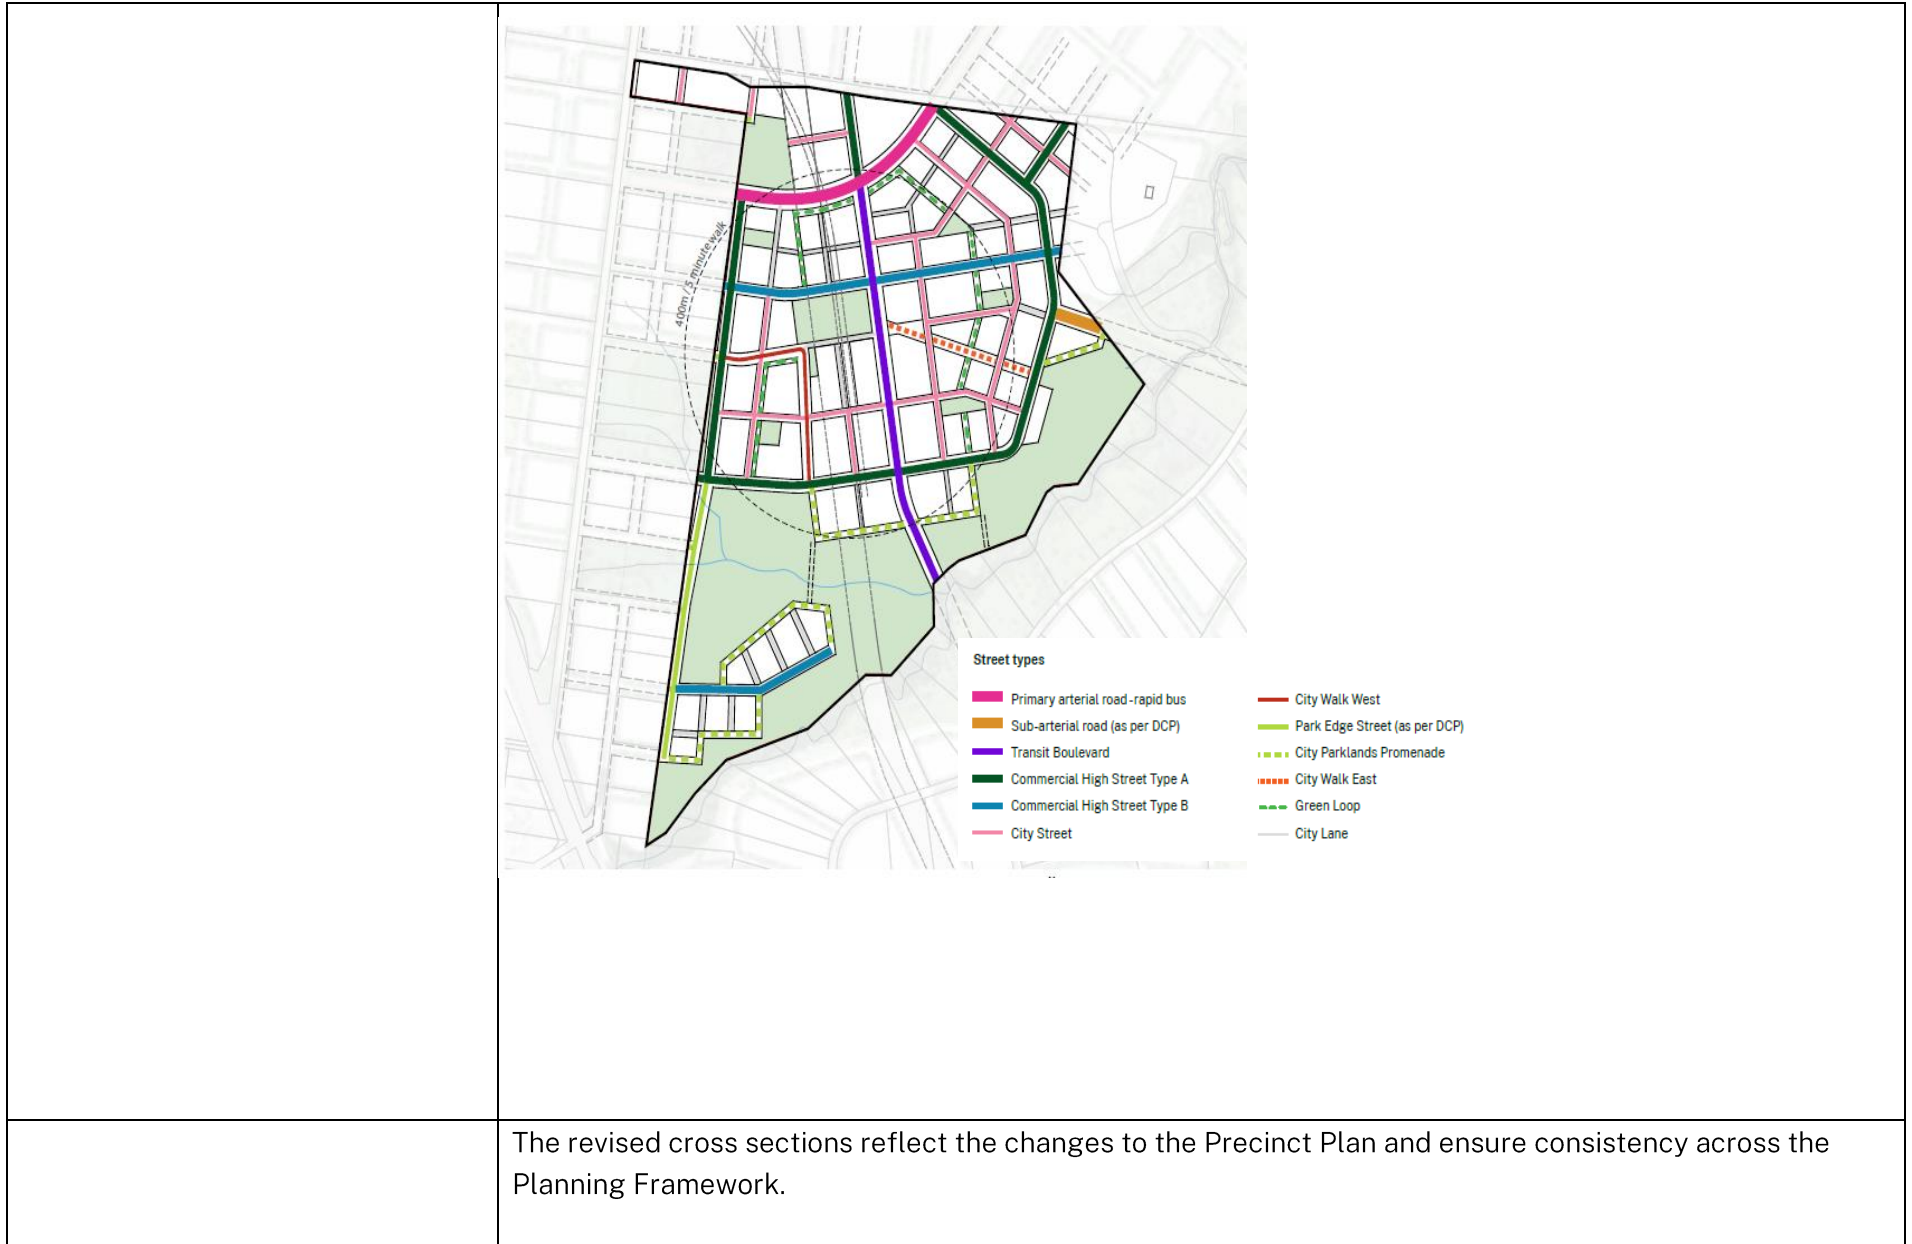 400m / 5 minute walk
Street types
Primary arterial road - rapid bus
Sub-arterial road (as per DCP)
Transit Boulevard
Commercial High Street Type A
Commercial High Street Type B
City Street
City Walk West
Park Edge Street (as per DCP)
City Parklands Promenade
City Walk East
Green Loop
City Lane
The revised cross sections reflect the changes to the Precinct Plan and ensure consistency across the
Planning Framework.